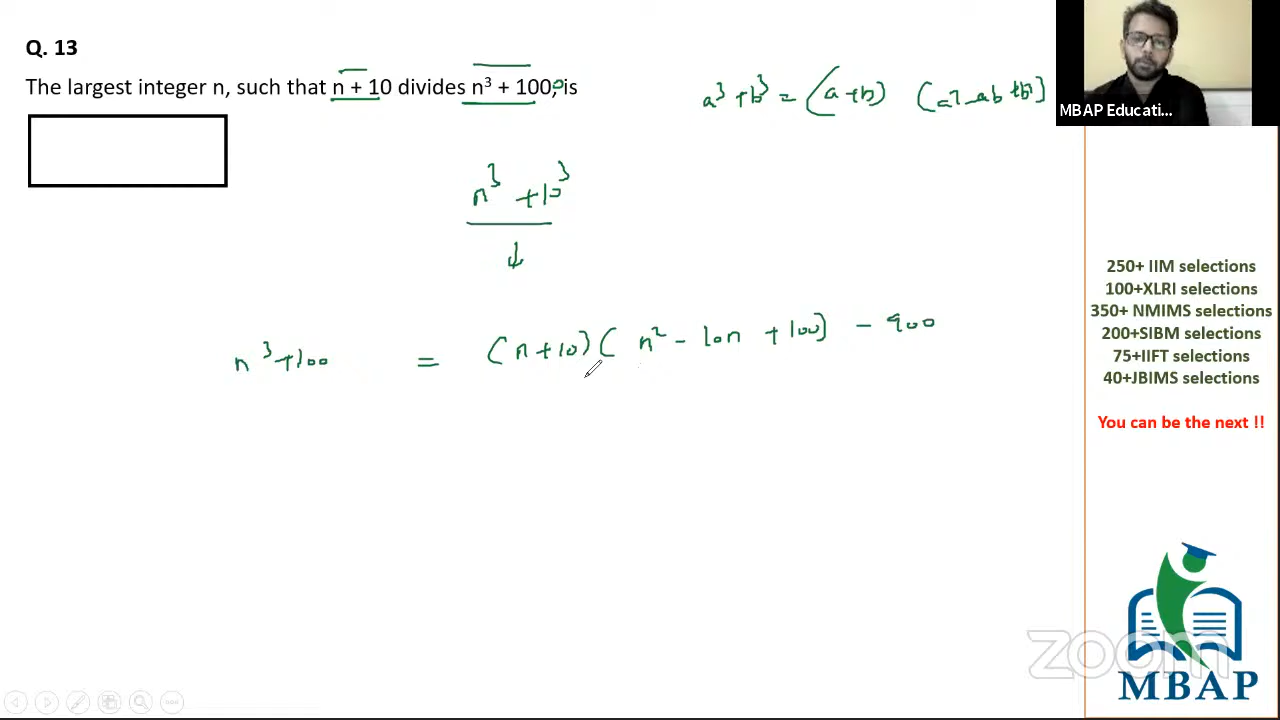 Q. 13
The largest integer n, such that n + 10 divides n³ + 100, is
a³ + b³ = (a + b) (a² - ab + b²)
MBAP Educati...
n³ + 10³
n³ + 100 = (n + 10) ( n² - 10n + 100) - 900
250+ IIM selections
100+XLRI selections
350+ NMIMS selections
200+SIBM selections
75+IIFT selections
40+JBIMS selections
You can be the next !!
zoom
MBAP